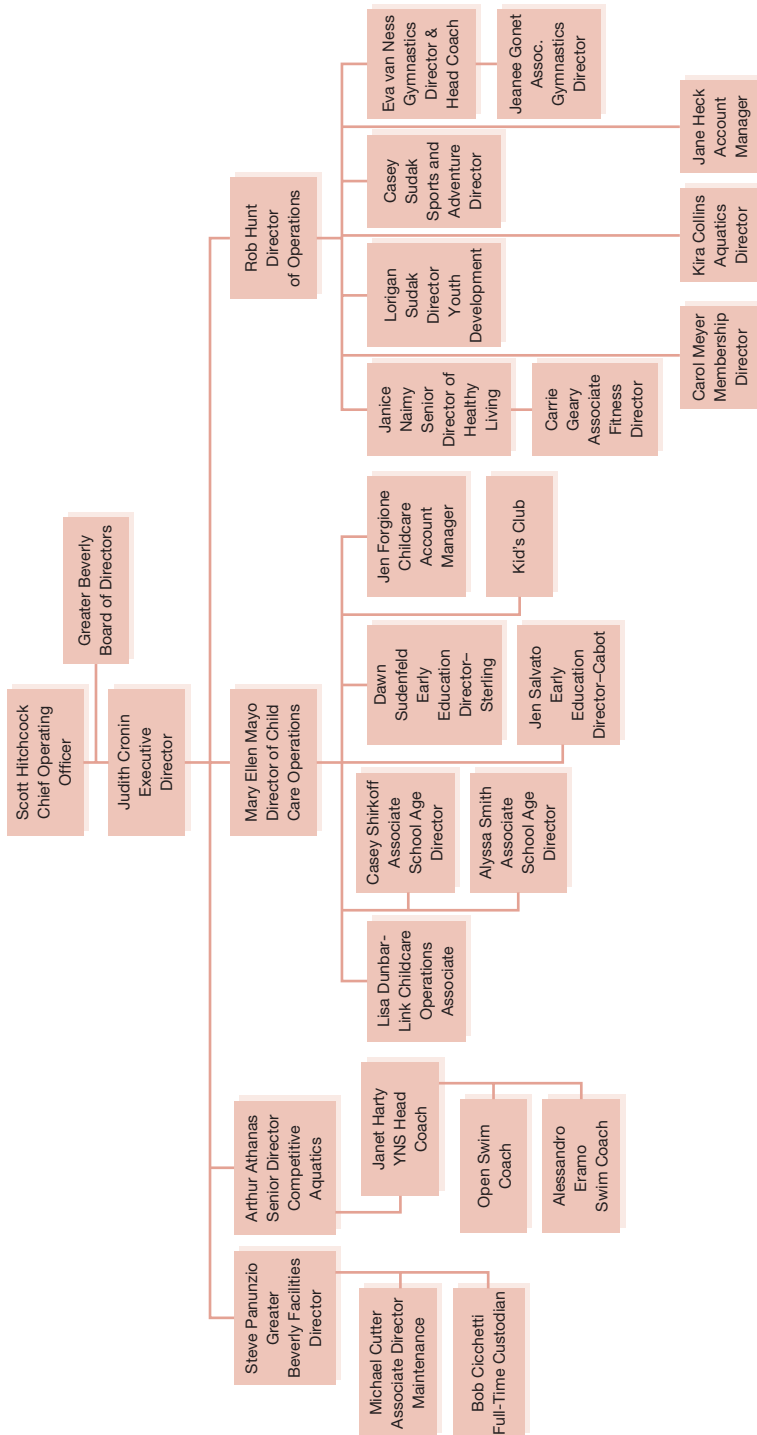 Scott Hitchcock
Chief Operating
Officer
Greater Beverly
Board of Directors
Judith Cronin
Executive
Director
Steve Panunzio
Greater
Beverly Facilities
Director
Arthur Athanas
Senior Director
Competitive
Aquatics
Mary Ellen Mayo
Director of Child
Care Operations
Rob Hunt
Director
of Operations
Michael Cutter
Associate Director
Maintenance
Bob Cicchetti
Full-Time Custodian
Janet Harty
YNS Head
Coach
Open Swim
Coach
Alessandro
Eramo
Swim Coach
Lisa Dunbar-
Link Childcare
Operations
Associate
Casey Shirkoff
Associate
School Age
Director
Alyssa Smith
Associate
School Age
Director
Dawn
Sudenfeld
Early
Education
Director–
Sterling
Jen Salvato
Early
Education
Director–Cabot
Jen Forgione
Childcare
Account
Manager
Kid's Club
Janice
Naimy
Senior
Director of
Healthy
Living
Carrie
Geary
Associate
Fitness
Director
Lorigan
Sudak
Director
Youth
Development
Casey
Sudak
Sports and
Adventure
Director
Eva van Ness
Gymnastics
Director &
Head Coach
Jeanee Gonet
Assoc.
Gymnastics
Director
Carol Meyer
Membership
Director
Kira Collins
Aquatics
Director
Jane Heck
Account
Manager